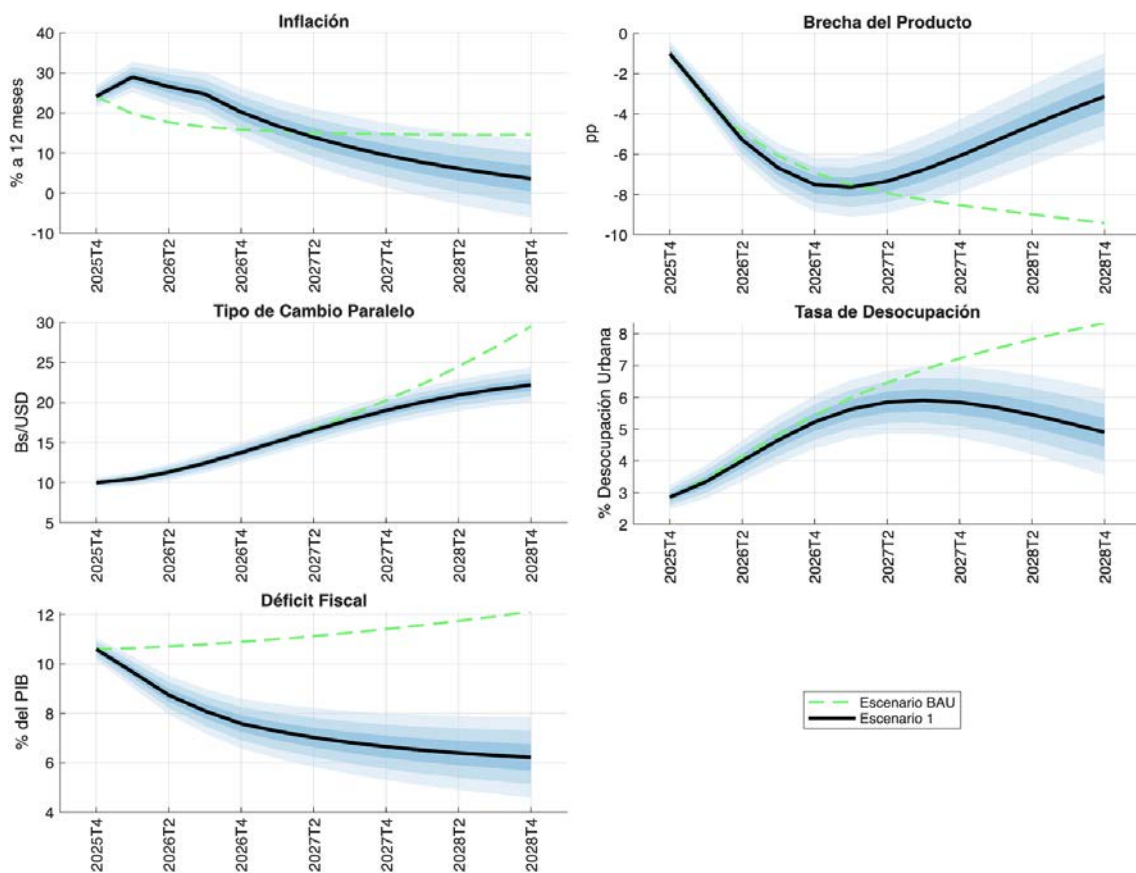 Inflación
% a 12 meses
40
30
20
10
0
-10
2025T4
2026T2
2026T4
2027T2
2027T4
2028T2
2028T4
Brecha del Producto
pp
0
-2
-4
-6
-8
-10
2025T4
2026T2
2026T4
2027T2
2027T4
2028T2
2028T4
Tipo de Cambio Paralelo
Bs/USD
30
25
20
15
10
5
2025T4
2026T2
2026T4
2027T2
2027T4
2028T2
2028T4
Tasa de Desocupación
% Desocupación Urbana
8
7
6
5
4
3
2
2025T4
2026T2
2026T4
2027T2
2027T4
2028T2
2028T4
Déficit Fiscal
% del PIB
12
10
8
6
4
2025T4
2026T2
2026T4
2027T2
2027T4
2028T2
2028T4
Escenario BAU
Escenario 1